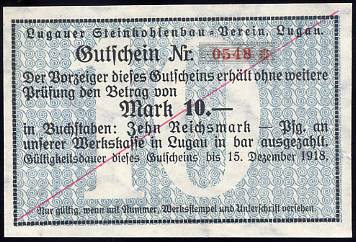 Lugauer Steinkohlenbau-Verein, Lugau.
Gutschein Nr. 0548
Der Vorzeiger dieses Gutscheins erhält ohne weitere
Prüfung den Betrag von
Mark 10.—
in Buchstaben: Zehn Reichsmark — Pfg. an
unserer Werkskasse in Lugau in bar ausgezahlt.
Gültigkeitsdauer dieses Gutscheins bis 15. Dezember 1918.
Nur gültig, wenn mit Nummer, Werksstempel und Unterschrift versehen.
10